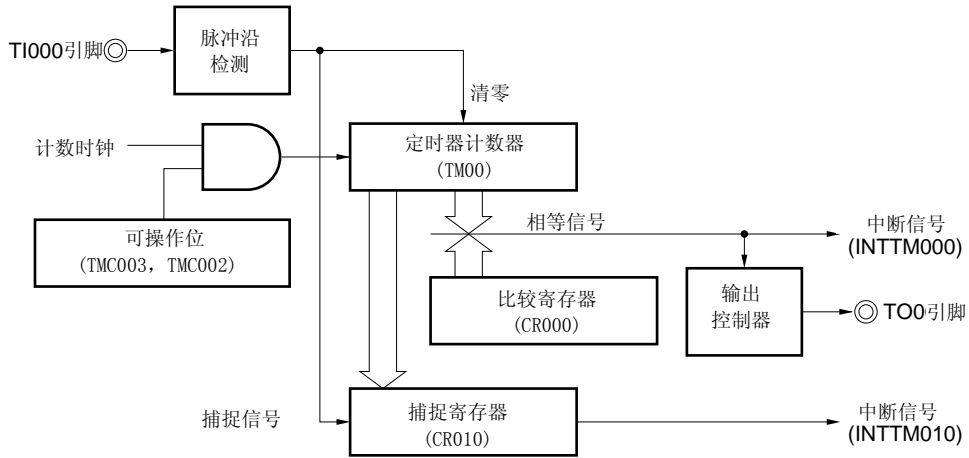 TI000引脚
脉冲沿
检测
清零
计数时钟
定时器计数器
(TM00)
可操作位
(TMC003，TMC002)
相等信号
中断信号
(INTTM000)
比较寄存器
(CR000)
输出
控制器
TO0引脚
捕捉信号
捕捉寄存器
(CR010)
中断信号
(INTTM010)